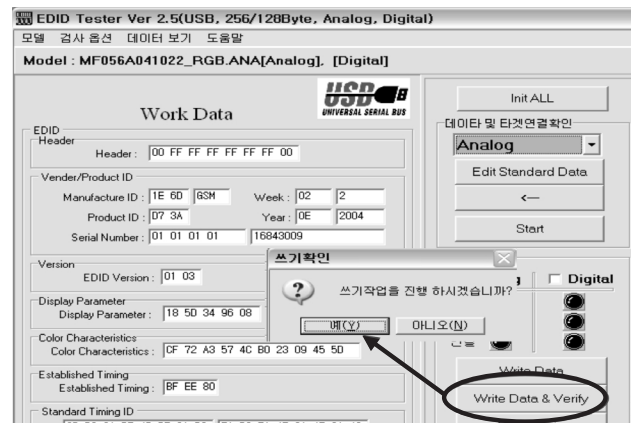 EDID Tester Ver 2.5(USB, 256/128Byte, Analog, Digital)
모델 검사 옵션 데이터 보기 도움말
Model : MF056A041022_RGB.ANA[Analog], [Digital]
Work Data
USB
UNIVERSAL SERIAL BUS
EDID
Header
Header : 00 FF FF FF FF FF FF 00
Vender/Product ID
Manufacture ID : 1E 6D GSM Week : 02 2
Product ID : D7 3A Year : 0E 2004
Serial Number : 01 01 01 01 16843009
Version
EDID Version : 01 03
Display Parameter
Display Parameter : 18 5D 34 96 08
Color Characteristics
Color Characteristics : CF 72 A3 57 4C B0 23 09 45 5D
Established Timing
Established Timing : BF EE 80
Standard Timing ID
Init ALL
데이타 및 타겟연결확인
Analog
Edit Standard Data
<—
Start
쓰기확인
쓰기작업을 진행 하시겠습니까?
예(Y) 아니오(N)
Digital
Write Data
Write Data & Verify